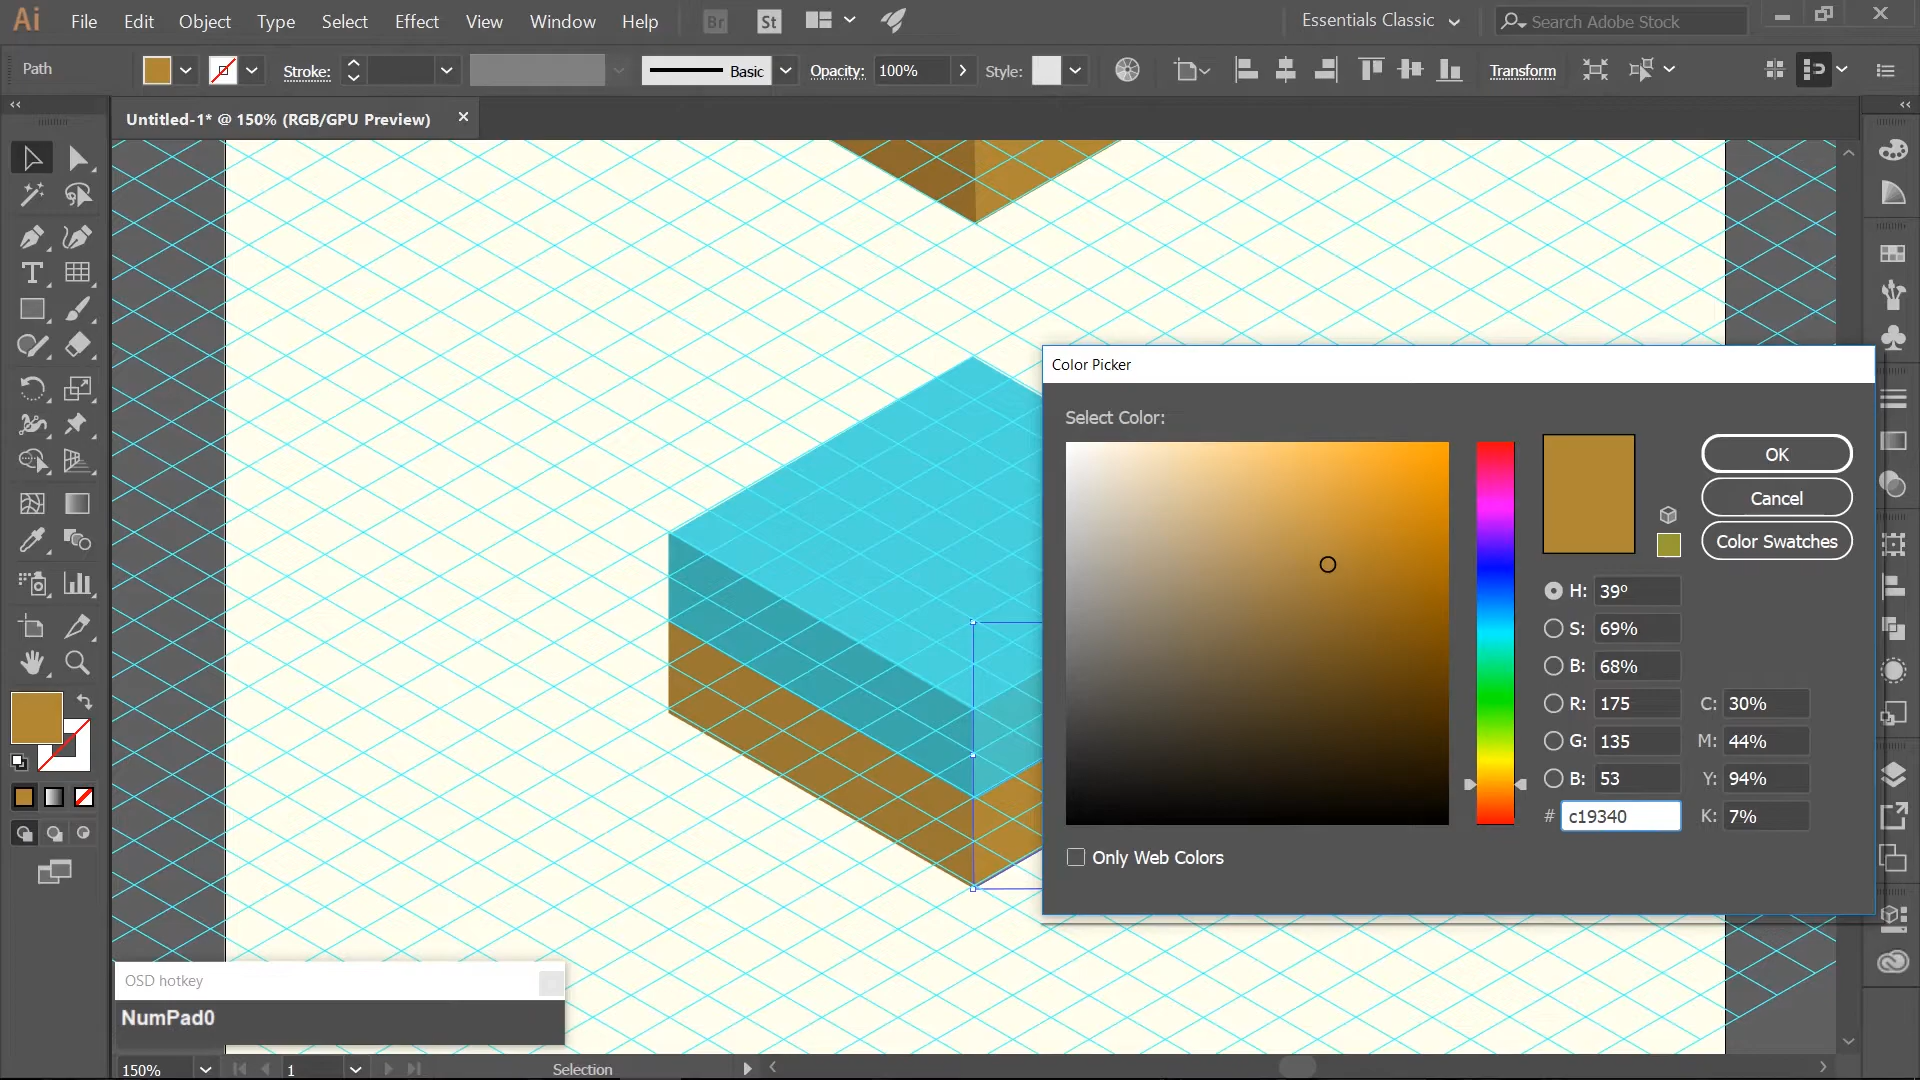 Ai File Edit Object Type Select Effect View Window Help Br St Essentials Classic Search Adobe Stock
Path Stroke: Basic Opacity: 100% Style: Transform
Untitled-1* @ 150% (RGB/GPU Preview)
Color Picker
Select Color:
OK
Cancel
Color Swatches
H: 39º
S: 69%
B: 68%
R: 175 C: 30%
G: 135 M: 44%
B: 53 Y: 94%
# c19340 K: 7%
Only Web Colors
OSD hotkey
NumPad0
150% 1 Selection